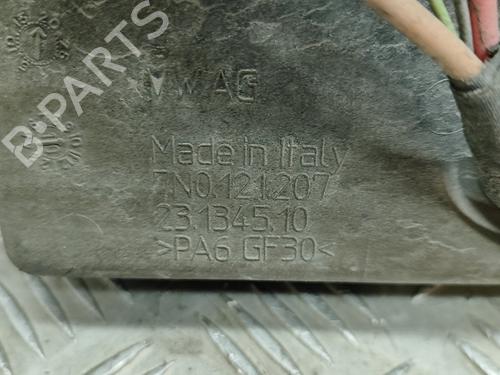 B-PARTS
VW AG
Made in Italy
7N0.121.207
23.1345.10
>PA6 GF30<